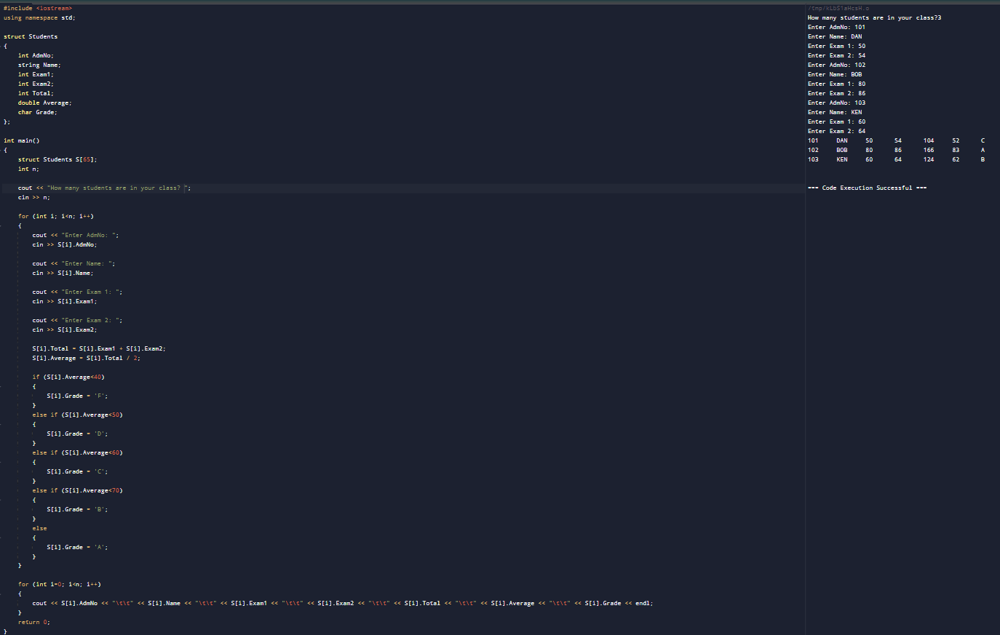 #include <iostream>
using namespace std;
struct Students
{
int AdmNo;
string Name;
int Exam1;
int Exam2;
int Total;
double Average;
char Grade;
};
int main()
{
struct Students S[65];
int n;
cout << "How many students are in your class? ";
cin >> n;
for (int i; i<n; i++)
{
cout << "Enter AdmNo: ";
cin >> S[i].AdmNo;
cout << "Enter Name: ";
cin >> S[i].Name;
cout << "Enter Exam 1: ";
cin >> S[i].Exam1;
cout << "Enter Exam 2: ";
cin >> S[i].Exam2;
S[i].Total = S[i].Exam1 + S[i].Exam2;
S[i].Average = S[i].Total / 2;
if (S[i].Average<40)
{
S[i].Grade = 'F';
}
else if (S[i].Average<50)
{
S[i].Grade = 'D';
}
else if (S[i].Average<60)
{
S[i].Grade = 'C';
}
else if (S[i].Average<70)
{
S[i].Grade = 'B';
}
else
{
S[i].Grade = 'A';
}
}
for (int i=0; i<n; i++)
{
cout << S[i].AdmNo << "\t\t" << S[i].Name << "\t\t" << S[i].Exam1 << "\t\t" << S[i].Exam2 << "\t\t" << S[i].Total << "\t\t" << S[i].Average << "\t\t" << S[i].Grade << endl;
}
return 0;
}
How many students are in your class?3
Enter AdmNo: 101
Enter Name: DAN
Enter Exam 1: 50
Enter Exam 2: 54
Enter AdmNo: 102
Enter Name: BOB
Enter Exam 1: 80
Enter Exam 2: 86
Enter AdmNo: 103
Enter Name: KEN
Enter Exam 1: 60
Enter Exam 2: 64
101 DAN 50 54 104 52 C
102 BOB 80 86 166 83 A
103 KEN 60 64 124 62 B
=== Code Execution Successful ===